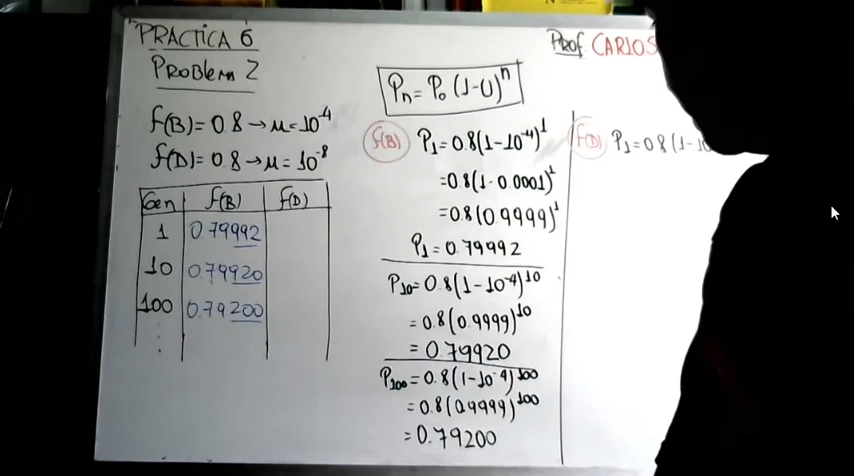 PRACTICA 6
PROBLEMA 2
Prof CARLOS
Pn = P0 (1-U)^n
f(B)=0.8 → μ=10^-4
f(D)=0.8 → μ=10^-8
Gen f(B) f(D)
1 0.79992
10 0.79920
100 0.79200
f(B) P1=0.8(1-10^-4)^1
=0.8(1-0.0001)^1
=0.8(0.9999)^1
P1=0.79992
P10=0.8(1-10^-4)^10
=0.8(0.9999)^10
=0.79920
P100=0.8(1-10^-4)^100
=0.8(0.9999)^100
=0.79200
f(D) P1=0.8(1-10